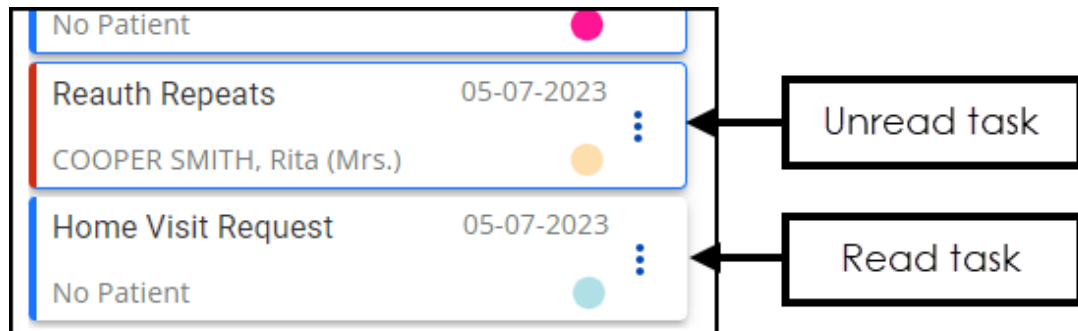 No Patient
Reauth Repeats 05-07-2023
COOPER SMITH, Rita (Mrs.)
Unread task
Home Visit Request 05-07-2023
No Patient
Read task